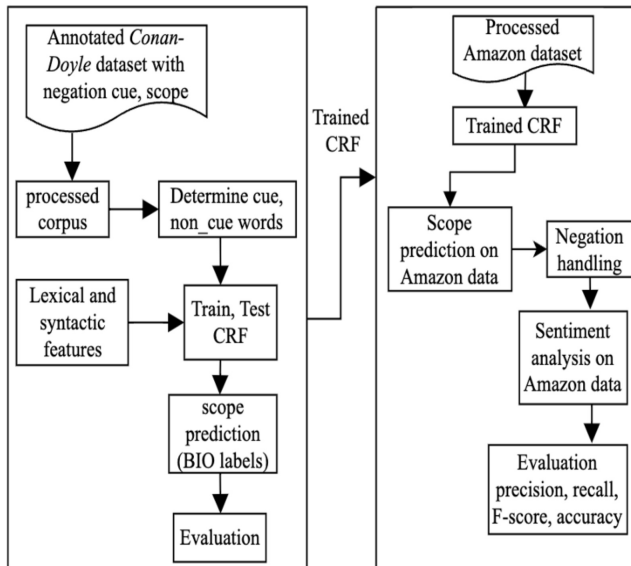 Annotated Conan-
Doyle dataset with
negation cue, scope
processed
corpus
Determine cue,
non_cue words
Lexical and
syntactic
features
Train, Test
CRF
scope
prediction
(BIO labels)
Evaluation
Trained
CRF
Processed
Amazon dataset
Trained CRF
Scope
prediction on
Amazon data
Negation
handling
Sentiment
analysis on
Amazon data
Evaluation
precision, recall,
F-score, accuracy